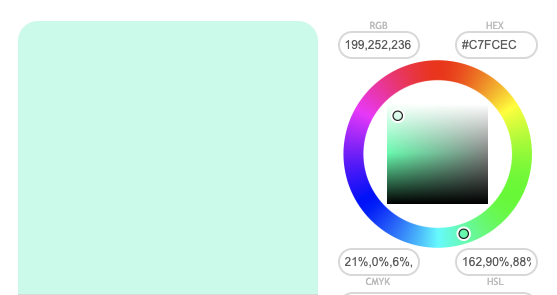 RGB HEX
199,252,236 #C7FCEC
21%,0%,6%, 162,90%,88%
CMYK HSL